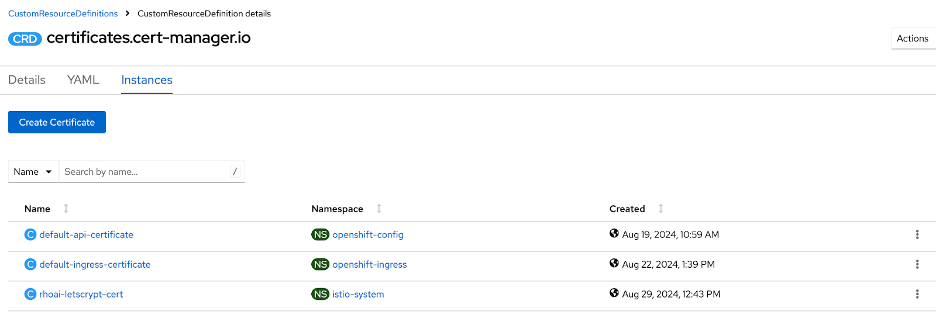 CustomResourceDefinitions > CustomResourceDefinition details
CRD certificates.cert-manager.io
Actions
Details YAML Instances
Create Certificate
Name Search by name... /
Name Namespace Created
C default-api-certificate NS openshift-config Aug 19, 2024, 10:59 AM
C default-ingress-certificate NS openshift-ingress Aug 22, 2024, 1:39 PM
C rhoai-letscrypt-cert NS istio-system Aug 29, 2024, 12:43 PM